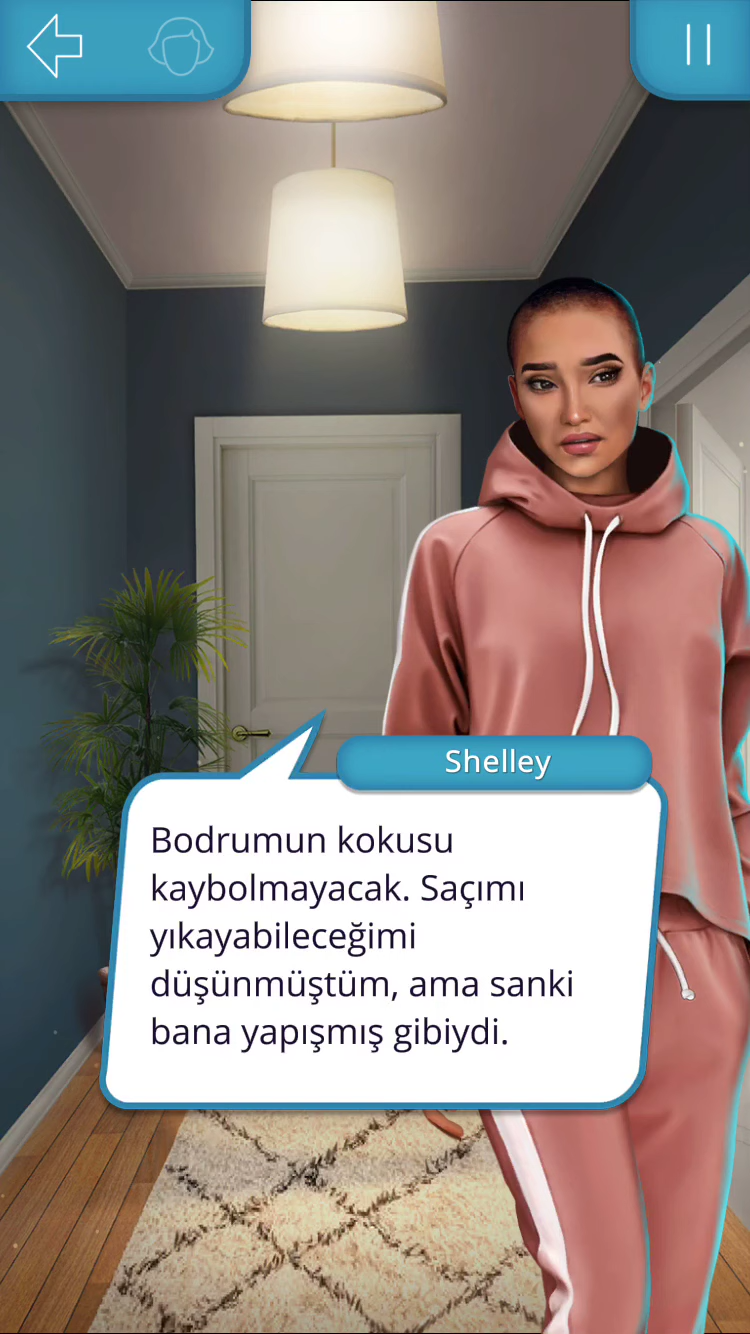 Shelley
Bodrumun kokusu
kaybolmayacak. Saçımı
yıkayabileceğimi
düşünmüştüm, ama sanki
bana yapışmış gibiydi.